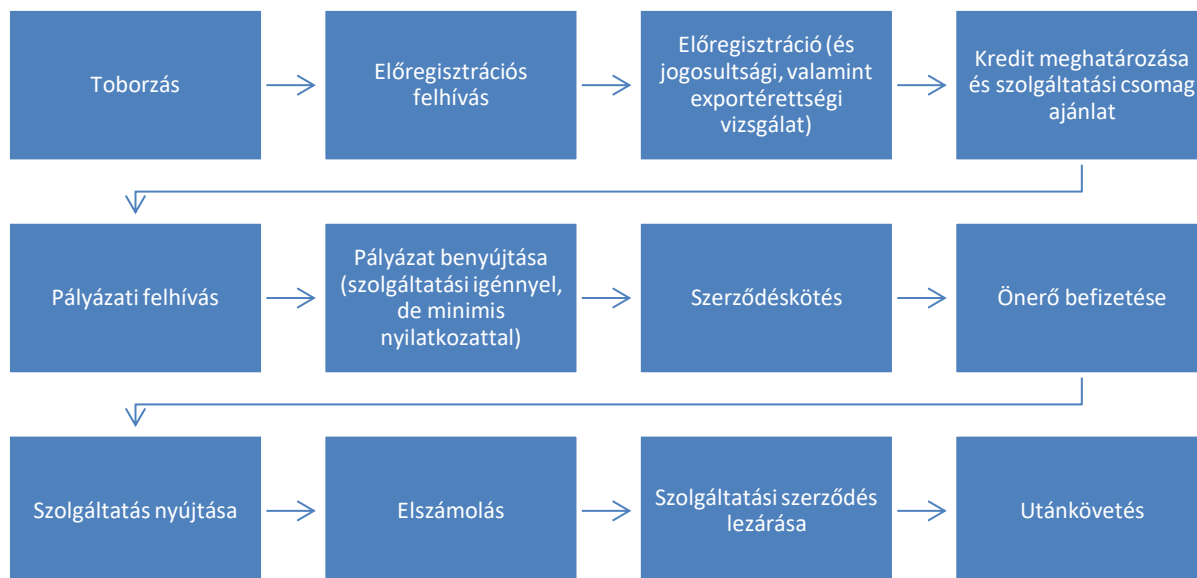 Toborzás
Előregisztrációs
felhívás
Előregisztráció (és
jogosultsági, valamint
exportérettségi
vizsgálat)
Kredit meghatározása
és szolgáltatási csomag
ajánlat
Pályázati felhívás
Pályázat benyújtása
(szolgáltatási igénnyel,
de minimis
nyilatkozattal)
Szerződéskötés
Önerő befizetése
Szolgáltatás nyújtása
Elszámolás
Szolgáltatási szerződés
lezárása
Utánkövetés